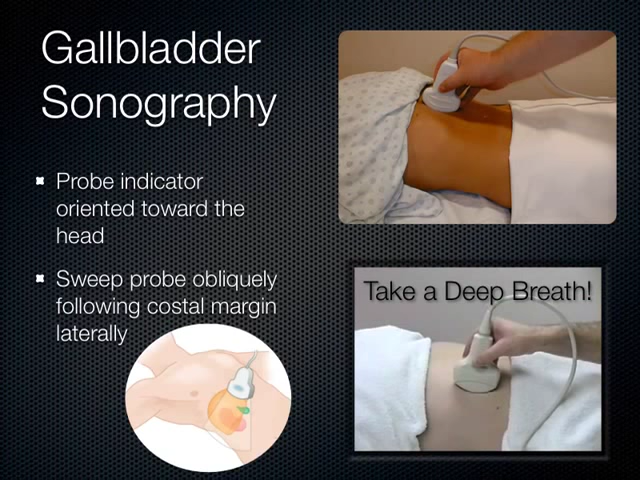 Gallbladder
Sonography
Probe indicator
oriented toward the
head
Sweep probe obliquely
following costal margin
laterally
Take a Deep Breath!